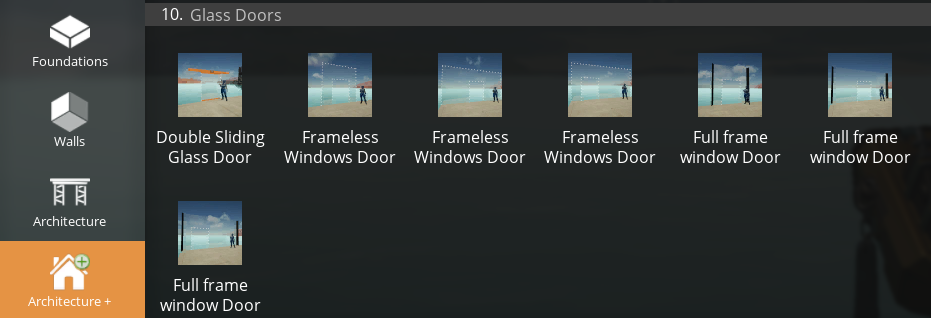 10. Glass Doors
Foundations
Walls
Architecture
Architecture +
Double Sliding
Glass Door
Frameless
Windows Door
Frameless
Windows Door
Frameless
Windows Door
Full frame
window Door
Full frame
window Door
Full frame
window Door